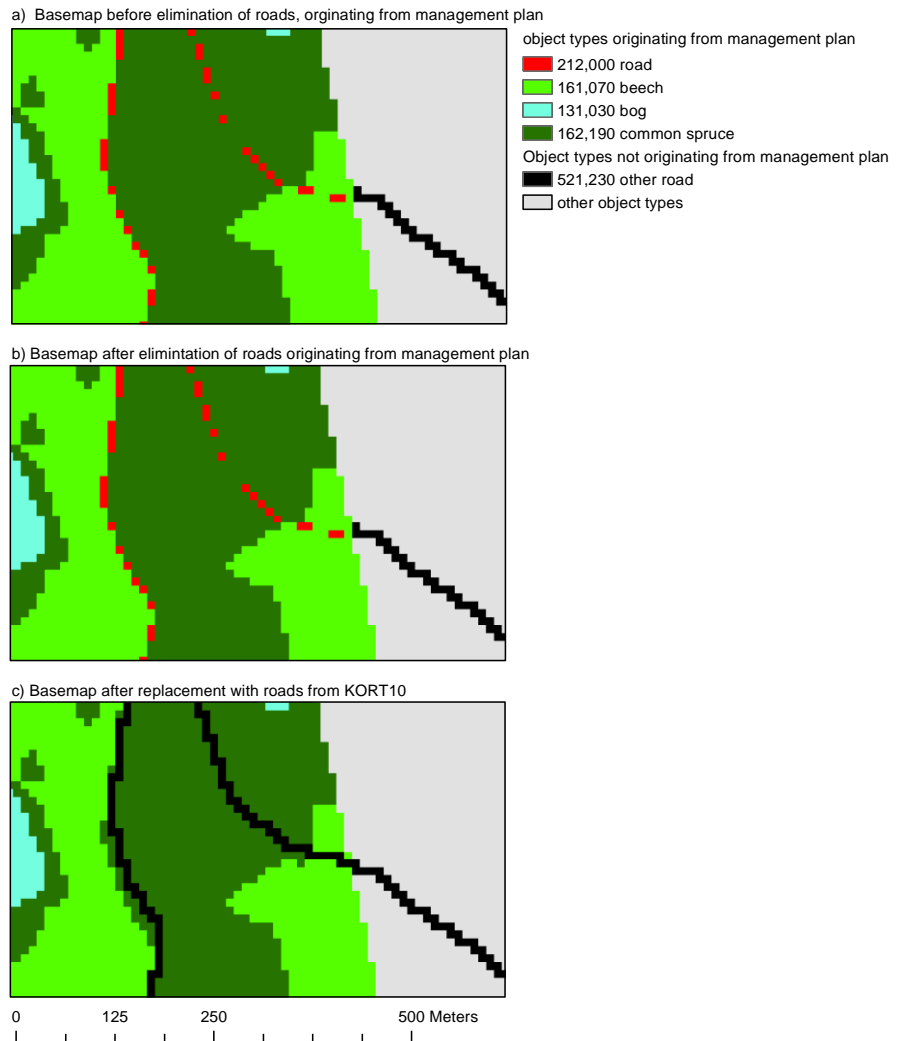 a)  Basemap before elimination of roads, orginating from management plan
object types originating from management plan
212,000 road
161,070 beech
131,030 bog
162,190 common spruce
Object types not originating from management plan
521,230 other road
other object types
b) Basemap after elimintation of roads originating from management plan
c) Basemap after replacement with roads from KORT10
0 125 250 500 Meters